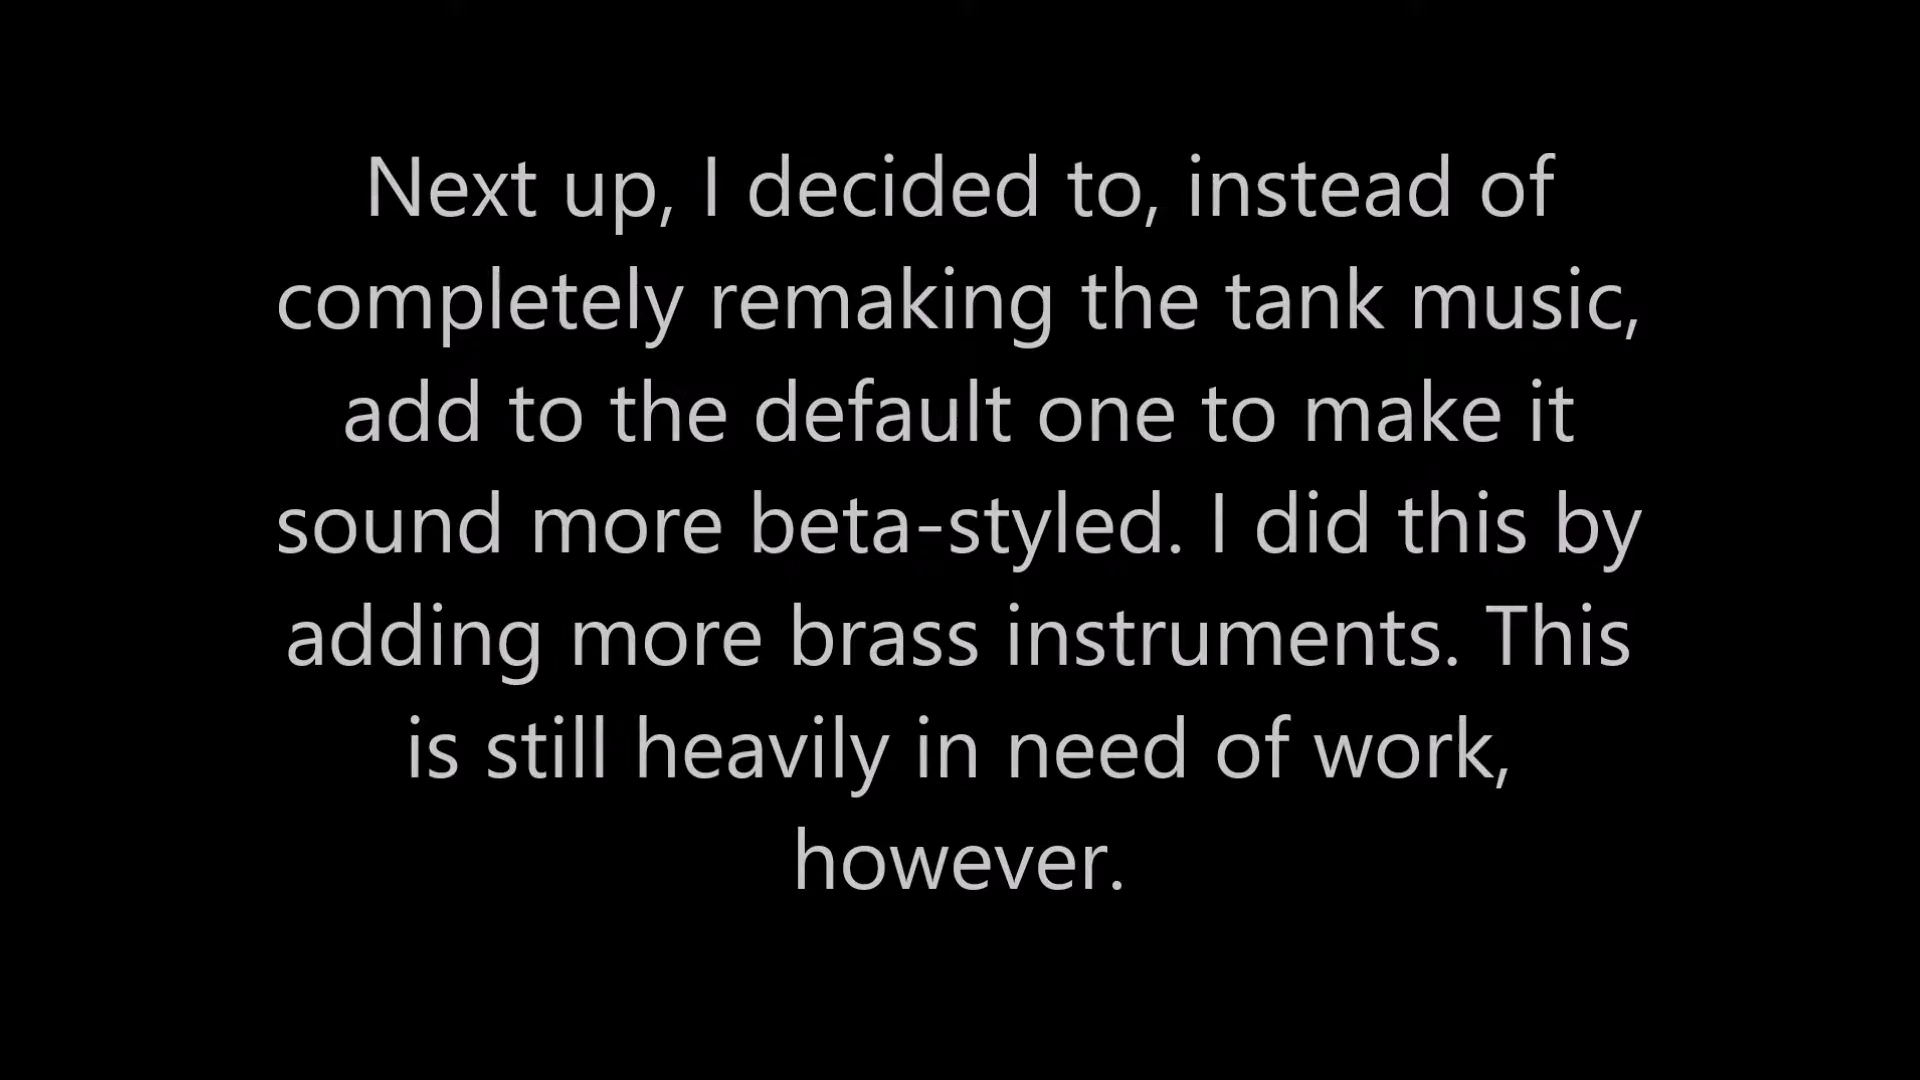 Next up, I decided to, instead of
completely remaking the tank music,
add to the default one to make it
sound more beta-styled. I did this by
adding more brass instruments. This
is still heavily in need of work,
however.